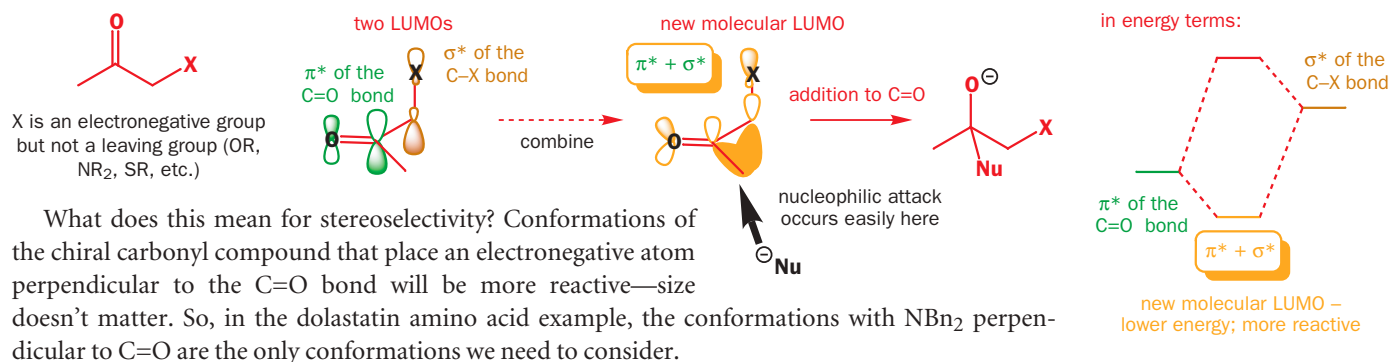 O
X
X is an electronegative group
but not a leaving group (OR,
NR2, SR, etc.)
two LUMOs
π* of the
C=O bond
σ* of the
C–X bond
X
O
combine
new molecular LUMO
π* + σ*
X
O
addition to C=O
nucleophilic attack
occurs easily here
⊖Nu
O⊖
X
Nu
in energy terms:
σ* of the
C–X bond
π* of the
C=O bond
π* + σ*
new molecular LUMO –
lower energy; more reactive
What does this mean for stereoselectivity? Conformations of
the chiral carbonyl compound that place an electronegative atom
perpendicular to the C=O bond will be more reactive—size
doesn't matter. So, in the dolastatin amino acid example, the conformations with NBn2 perpen-
dicular to C=O are the only conformations we need to consider.